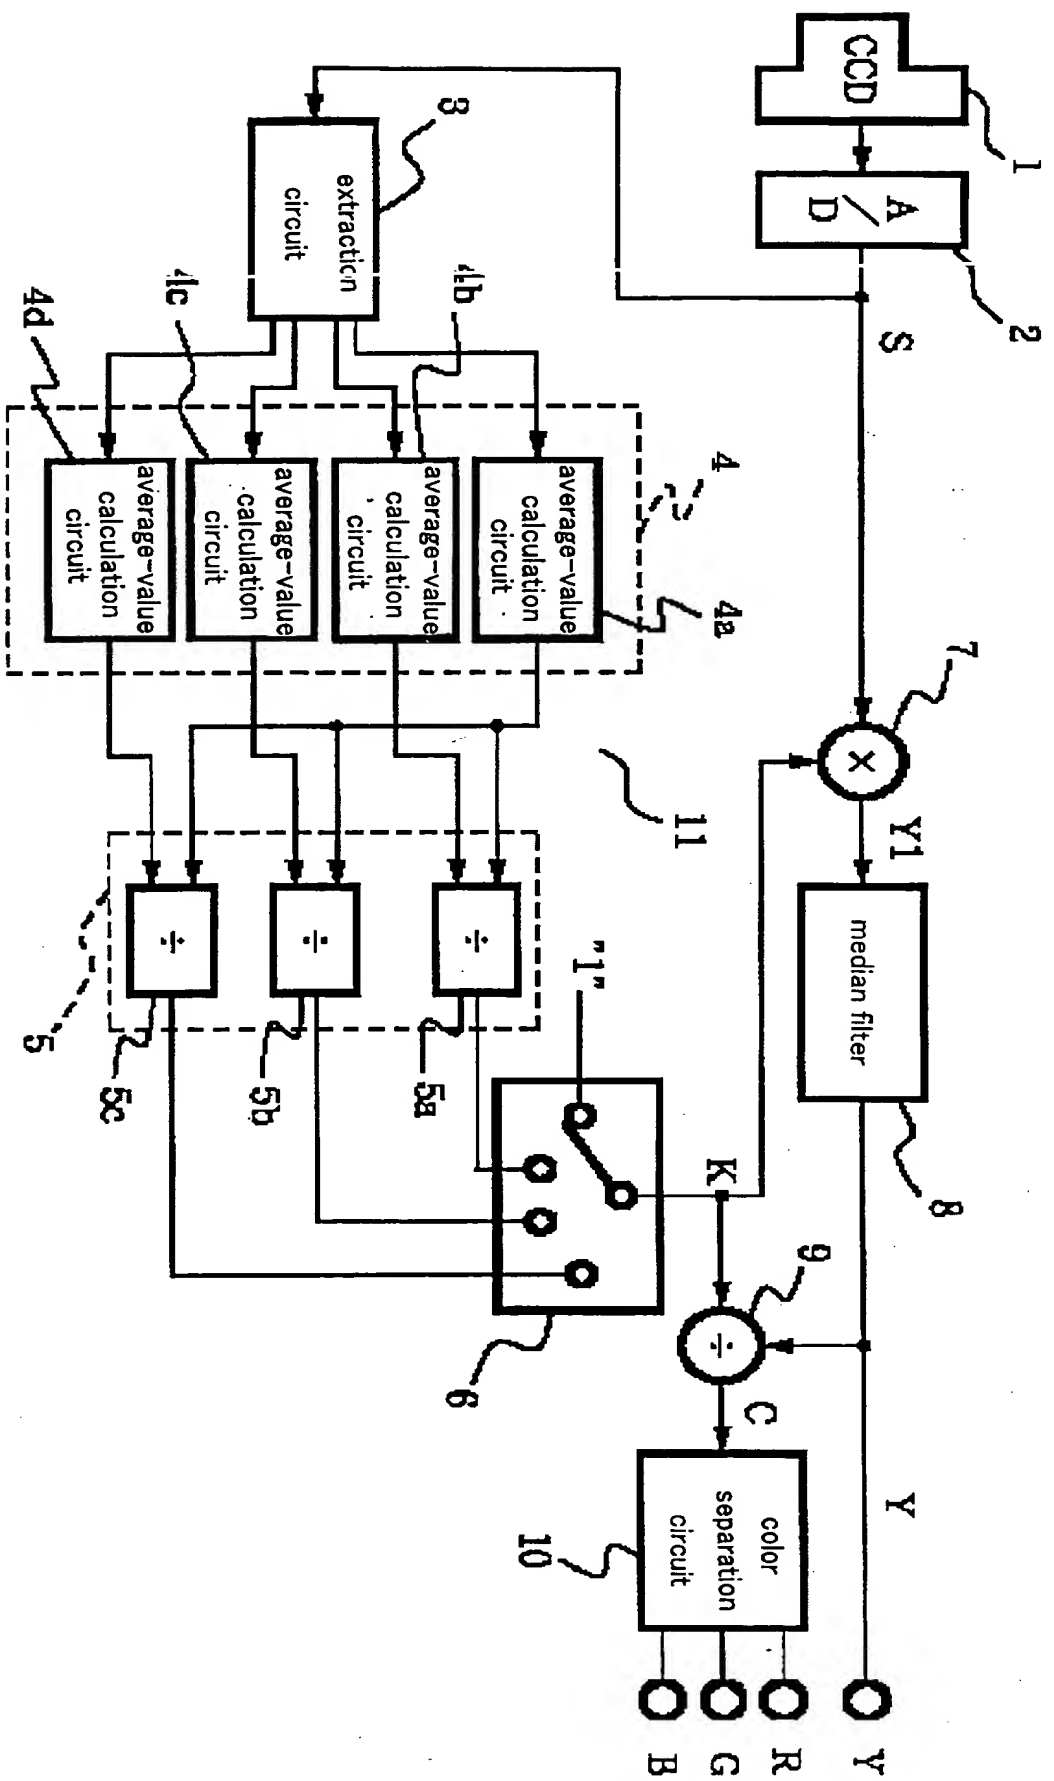 CCD
1
A
/
D
2
S
7
×
Y1
median filter
8
Y
Y
3
extraction
circuit
4
4a
average-value
calculation
circuit
4b
average-value
calculation
circuit
4c
average-value
calculation
circuit
4d
average-value
calculation
circuit
11
÷
5a
÷
5b
÷
5c
5
"1"
6
K
9
÷
C
color
separation
circuit
10
R
G
B